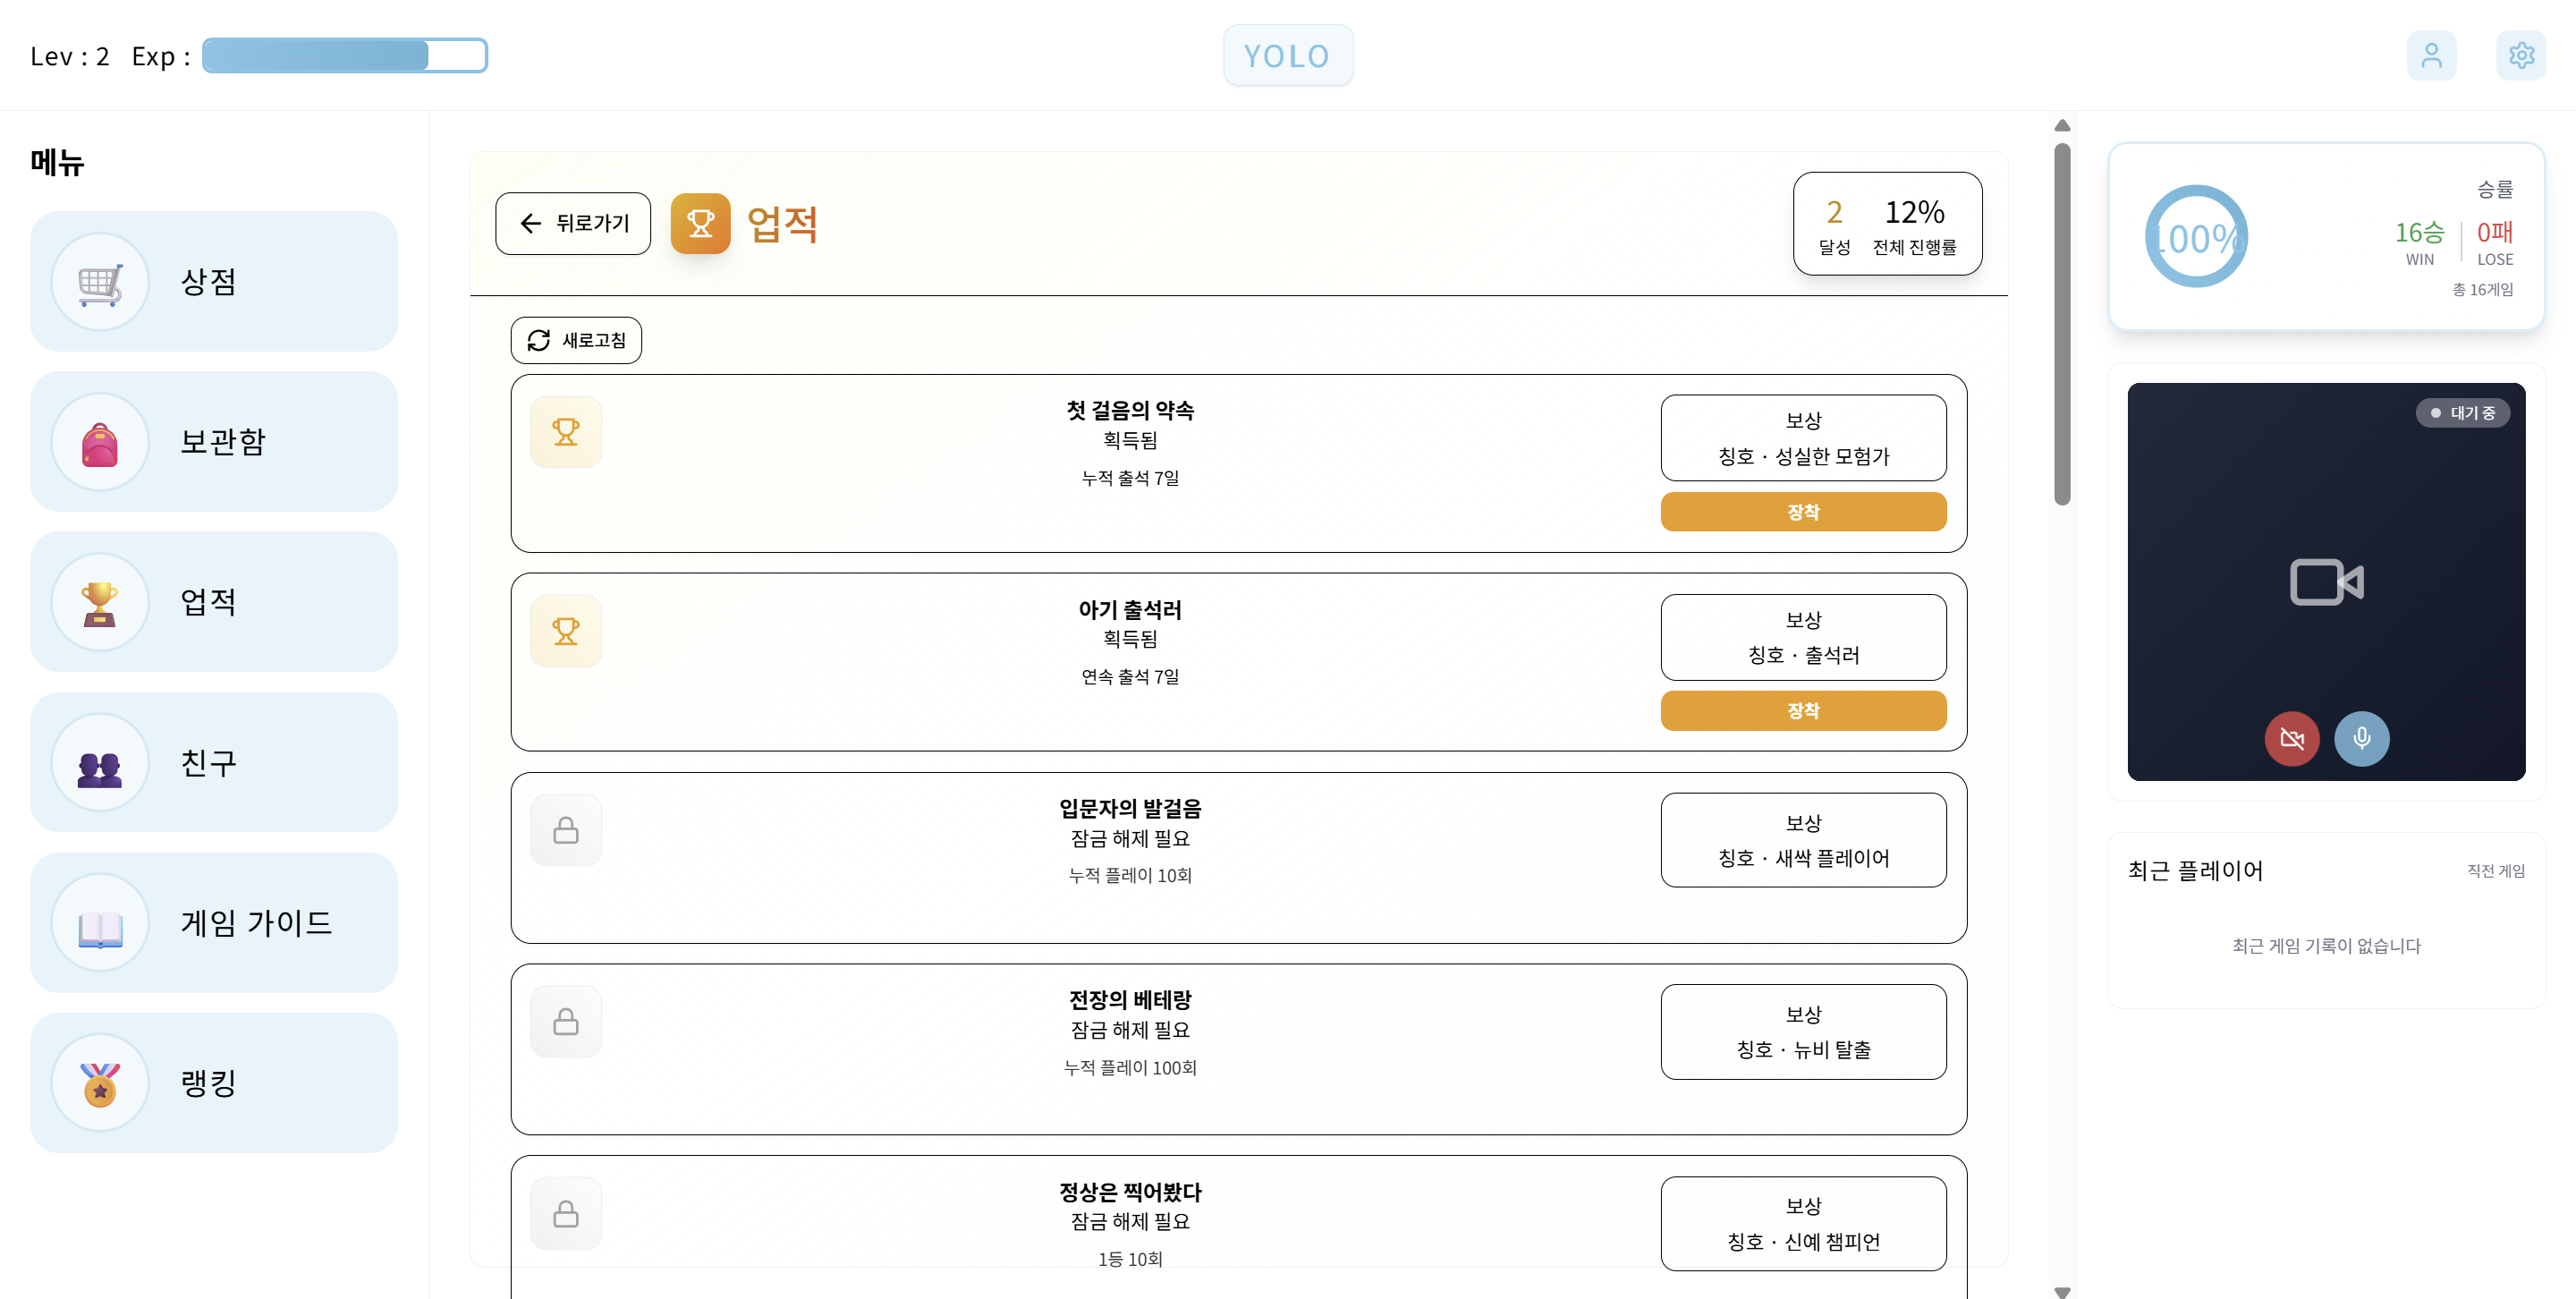 Lev : 2 Exp :
YOLO
메뉴
상점
보관함
업적
친구
게임 가이드
랭킹
뒤로가기
업적
2 12%
달성 전체 진행률
새로고침
첫 걸음의 약속
획득됨
누적 출석 7일
보상
칭호 · 성실한 모험가
장착
아기 출석러
획득됨
연속 출석 7일
보상
칭호 · 출석러
장착
입문자의 발걸음
잠금 해제 필요
누적 플레이 10회
보상
칭호 · 새싹 플레이어
전장의 베테랑
잠금 해제 필요
누적 플레이 100회
보상
칭호 · 뉴비 탈출
정상은 찍어봤다
잠금 해제 필요
1등 10회
보상
칭호 · 신예 챔피언
100%
승률
16승 0패
WIN LOSE
총 16게임
대기 중
최근 플레이어 직전 게임
최근 게임 기록이 없습니다